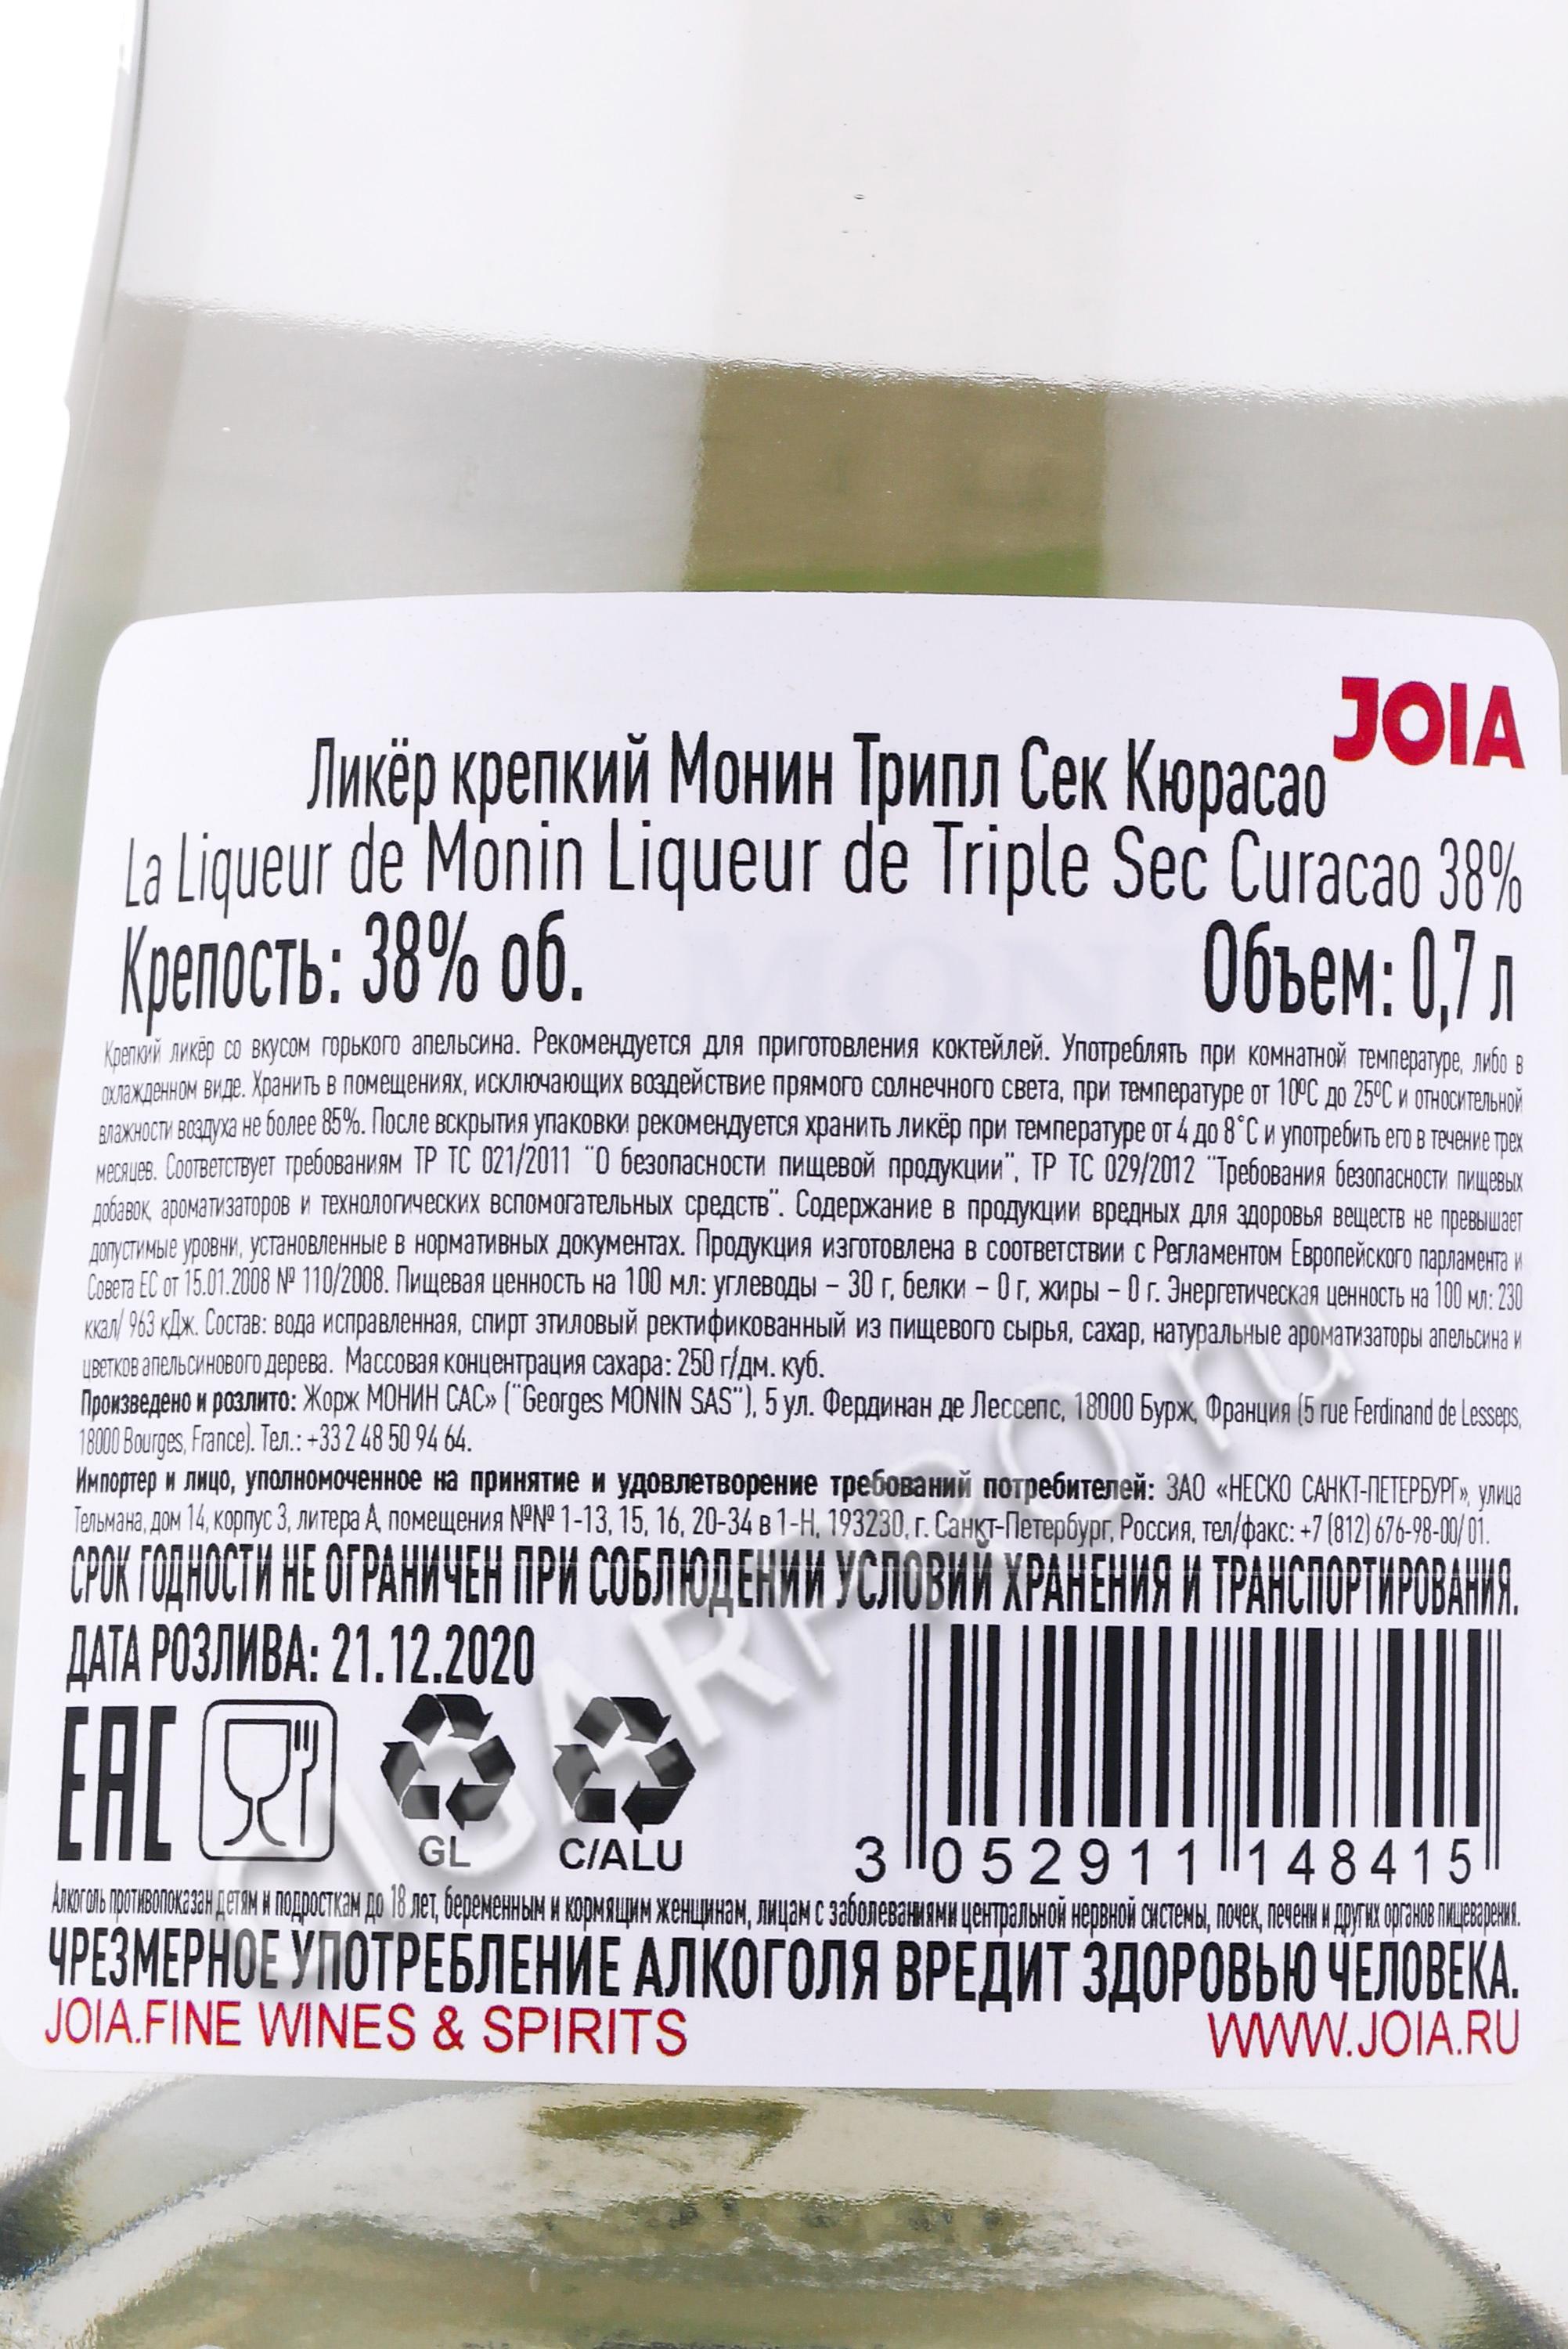 JOIA
Ликёр крепкий Монин Трипл Сек Кюрасао
La Liqueur de Monin Liqueur de Triple Sec Curacao 38%
Крепость: 38% об. Объем: 0,7 л
Крепкий ликёр со вкусом горького апельсина. Рекомендуется для приготовления коктейлей. Употреблять при комнатной температуре, либо в
охлажденном виде. Хранить в помещениях, исключающих воздействие прямого солнечного света, при температуре от 10ºС до 25ºС и относительной
влажности воздуха не более 85%. После вскрытия упаковки рекомендуется хранить ликёр при температуре от 4 до 8°С и употребить его в течение трех
месяцев. Соответствует требованиям ТР ТС 021/2011 "О безопасности пищевой продукции", ТР ТС 029/2012 "Требования безопасности пищевых
добавок, ароматизаторов и технологических вспомогательных средств". Содержание в продукции вредных для здоровья веществ не превышает
допустимые уровни, установленные в нормативных документах. Продукция изготовлена в соответствии с Регламентом Европейского парламента и
Совета ЕС от 15.01.2008 № 110/2008. Пищевая ценность на 100 мл: углеводы – 30 г, белки – 0 г, жиры – 0 г. Энергетическая ценность на 100 мл: 230
ккал/ 963 кДж. Состав: вода исправленная, спирт этиловый ректификованный из пищевого сырья, сахар, натуральные ароматизаторы апельсина и
цветков апельсинового дерева. Массовая концентрация сахара: 250 г/дм. куб.
Произведено и розлито: Жорж МОНИН САС» ("Georges MONIN SAS"), 5 ул. Фердинан де Лессепс, 18000 Бурж, Франция (5 rue Ferdinand de Lesseps,
18000 Bourges, France). Тел.: +33 2 48 50 94 64.
Импортер и лицо, уполномоченное на принятие и удовлетворение требований потребителей: ЗАО «НЕСКО САНКТ-ПЕТЕРБУРГ», улица
Тельмана, дом 14, корпус 3, литера А, помещения №№ 1-13, 15, 16, 20-34 в 1-Н, 193230, г. Санкт-Петербург, Россия, тел/факс: +7 (812) 676-98-00/ 01.
СРОК ГОДНОСТИ НЕ ОГРАНИЧЕН ПРИ СОБЛЮДЕНИИ УСЛОВИЙ ХРАНЕНИЯ И ТРАНСПОРТИРОВАНИЯ.
ДАТА РОЗЛИВА: 21.12.2020
EAC
GL C/ALU
3 052911 148415
Алкоголь противопоказан детям и подросткам до 18 лет, беременным и кормящим женщинам, лицам с заболеваниями центральной нервной системы, почек, печени и других органов пищеварения.
ЧРЕЗМЕРНОЕ УПОТРЕБЛЕНИЕ АЛКОГОЛЯ ВРЕДИТ ЗДОРОВЬЮ ЧЕЛОВЕКА.
JOIA.FINE WINES & SPIRITS WWW.JOIA.RU
CIGARPRO.ru